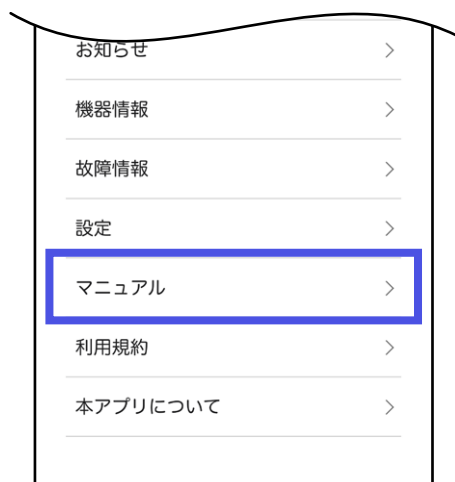 お知らせ
機器情報
故障情報
設定
マニュアル
利用規約
本アプリについて